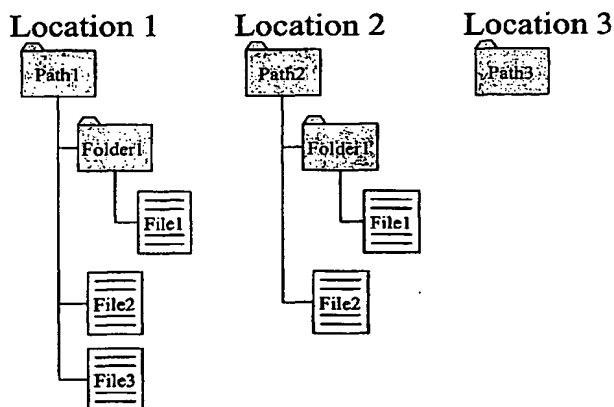 Location 1
Location 2
Location 3
Path1
Path2
Path3
Folder1
Folder1
File1
File1
File2
File2
File3